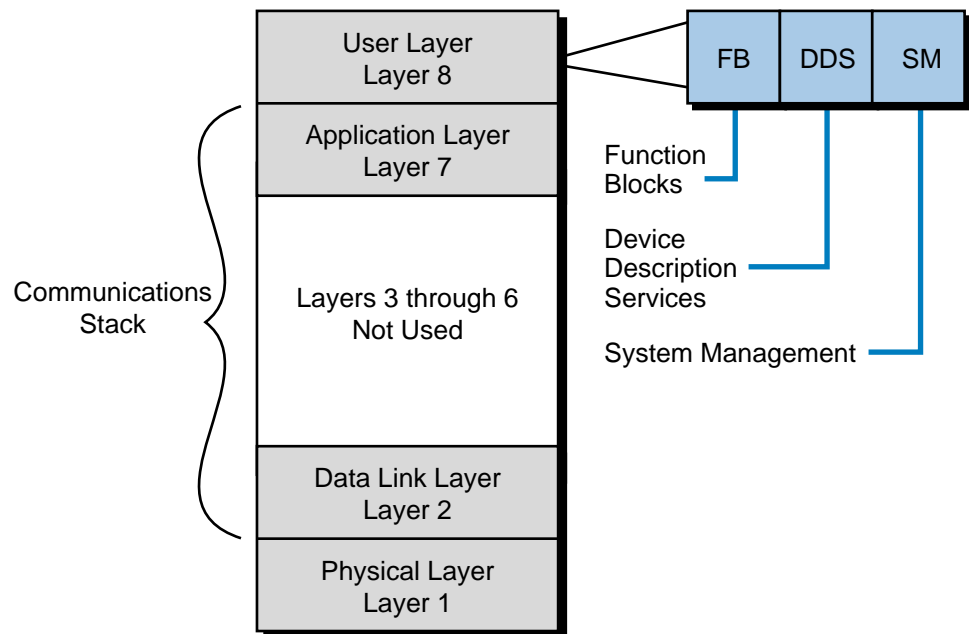 User Layer
Layer 8
FB
DDS
SM
Application Layer
Layer 7
Function
Blocks
Device
Description
Services
Communications
Stack
Layers 3 through 6
Not Used
System Management
Data Link Layer
Layer 2
Physical Layer
Layer 1